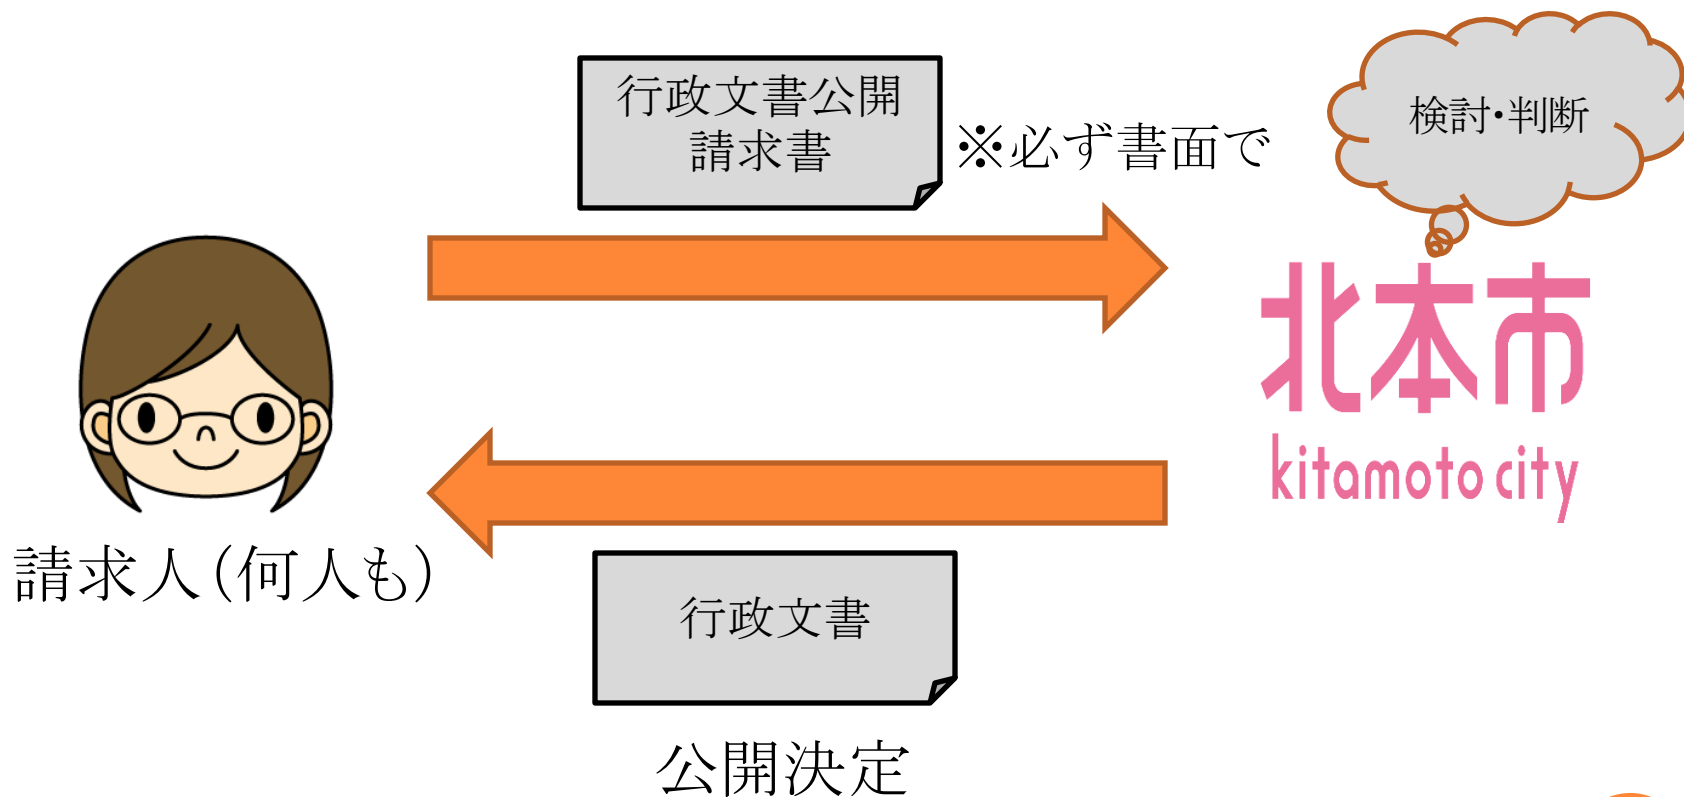 行政文書公開
請求書
※必ず書面で
検討・判断
北本市
kitamoto city
請求人(何人も)
行政文書
公開決定